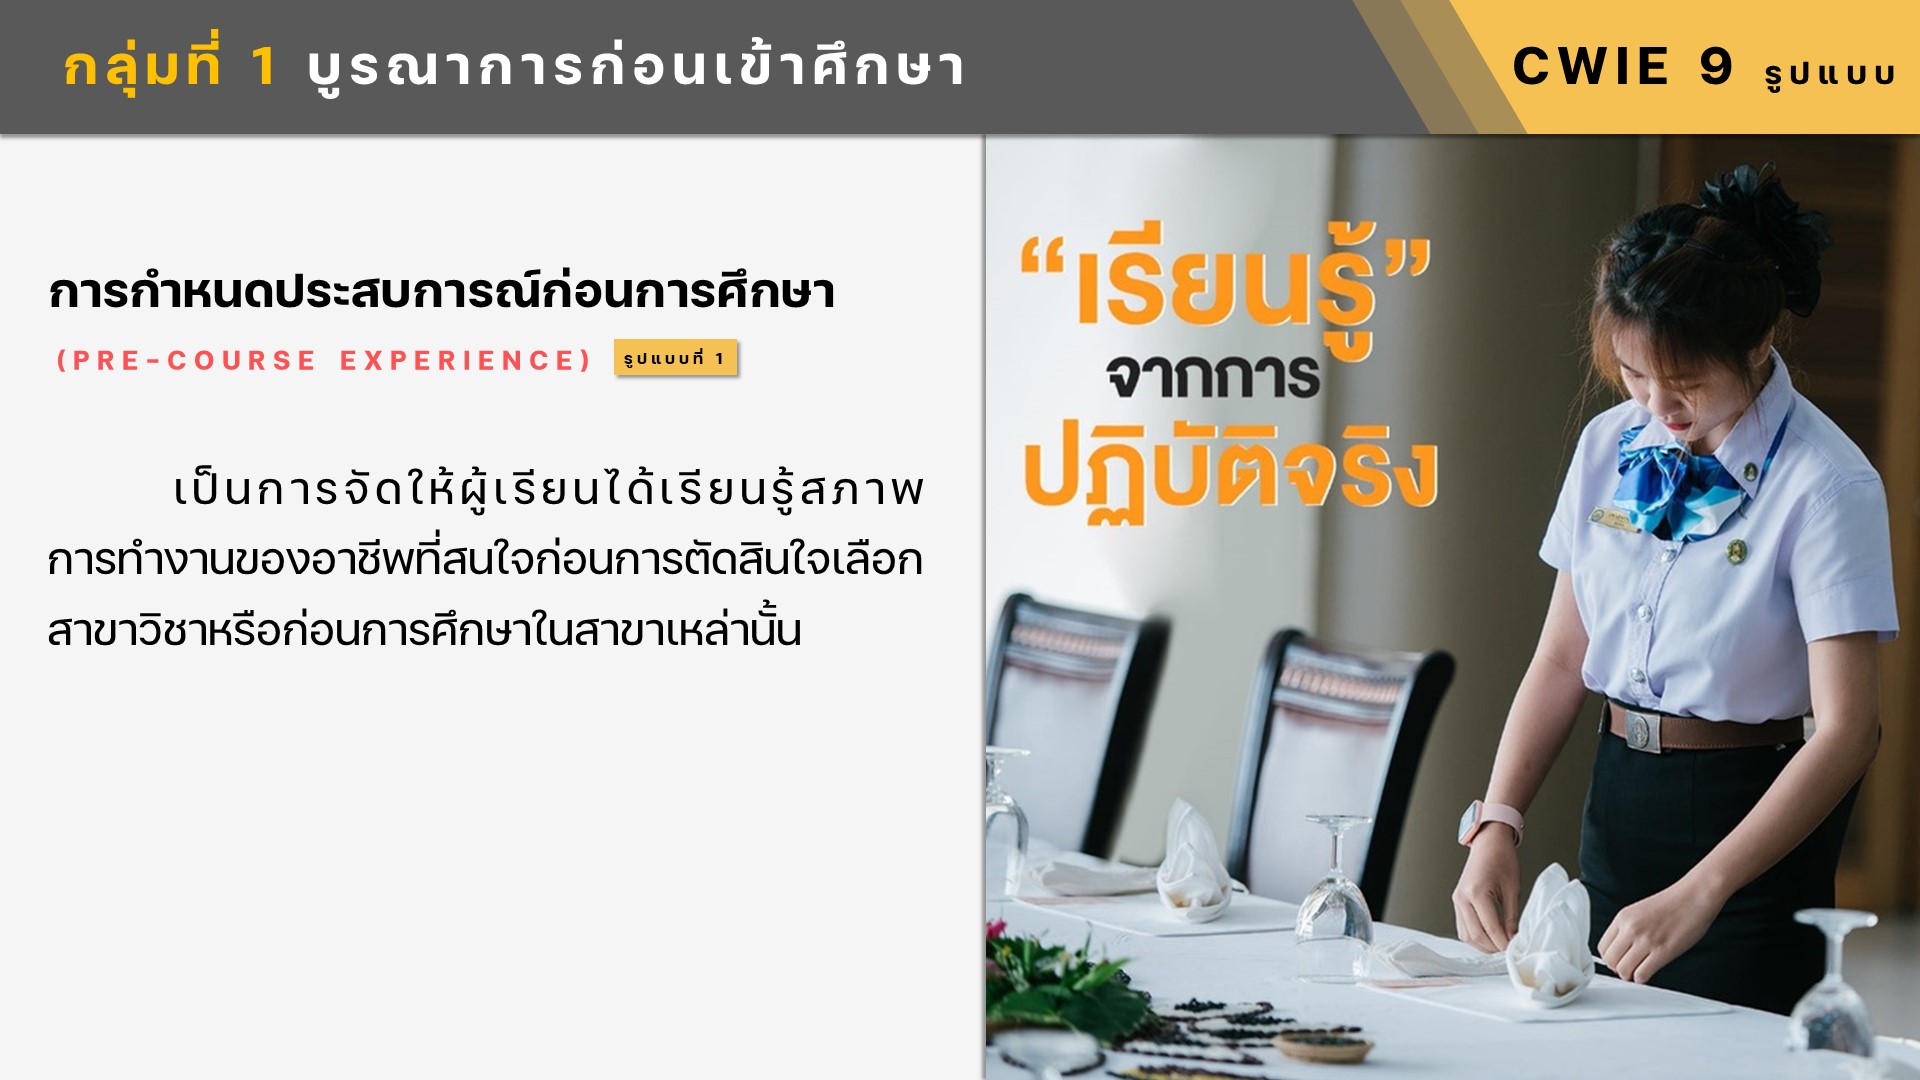 กลุ่มที่ 1 บูรณาการก่อนเข้าศึกษา
CWIE 9 รูปแบบ
การกำหนดประสบการณ์ก่อนการศึกษา
(PRE-COURSE EXPERIENCE) รูปแบบที่ 1
เป็นการจัดให้ผู้เรียนได้เรียนรู้สภาพ
การทำงานของอาชีพที่สนใจก่อนการตัดสินใจเลือก
สาขาวิชาหรือก่อนการศึกษาในสาขาเหล่านั้น
“เรียนรู้”
จากการ
ปฏิบัติจริง